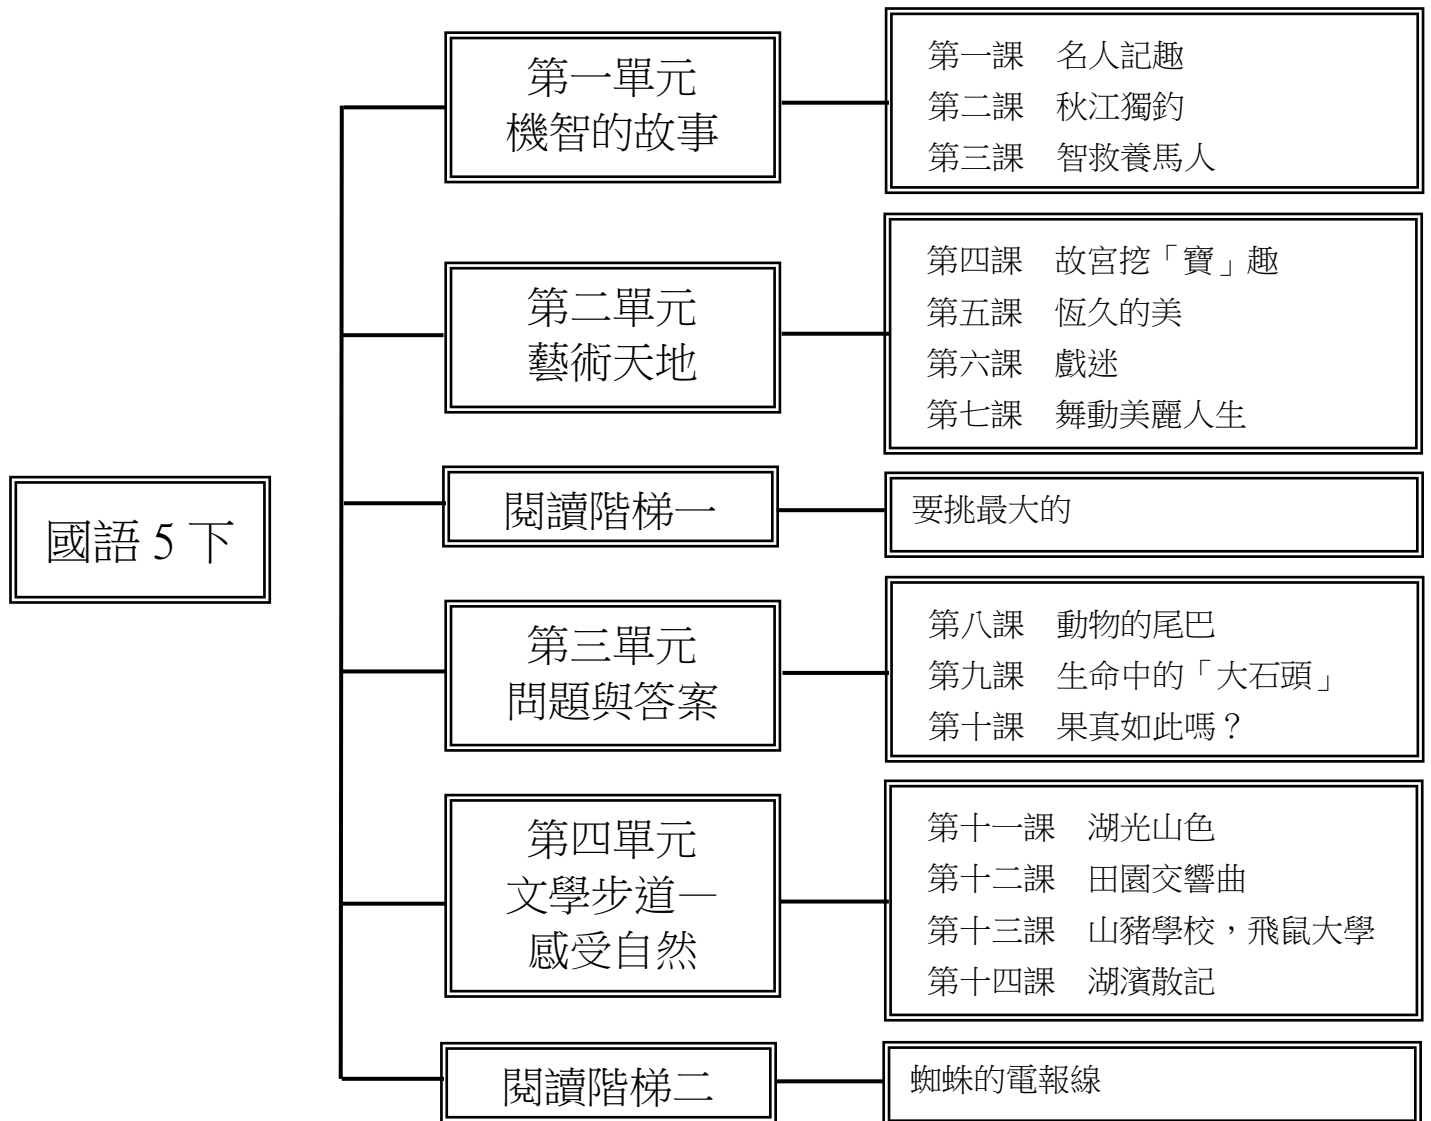 國語 5 下
第一單元
機智的故事
第一課　名人記趣
第二課　秋江獨釣
第三課　智救養馬人
第二單元
藝術天地
第四課　故宮挖「寶」趣
第五課　恆久的美
第六課　戲迷
第七課　舞動美麗人生
閱讀階梯一
要挑最大的
第三單元
問題與答案
第八課　動物的尾巴
第九課　生命中的「大石頭」
第十課　果真如此嗎？
第四單元
文學步道—
感受自然
第十一課　湖光山色
第十二課　田園交響曲
第十三課　山豬學校，飛鼠大學
第十四課　湖濱散記
閱讀階梯二
蜘蛛的電報線